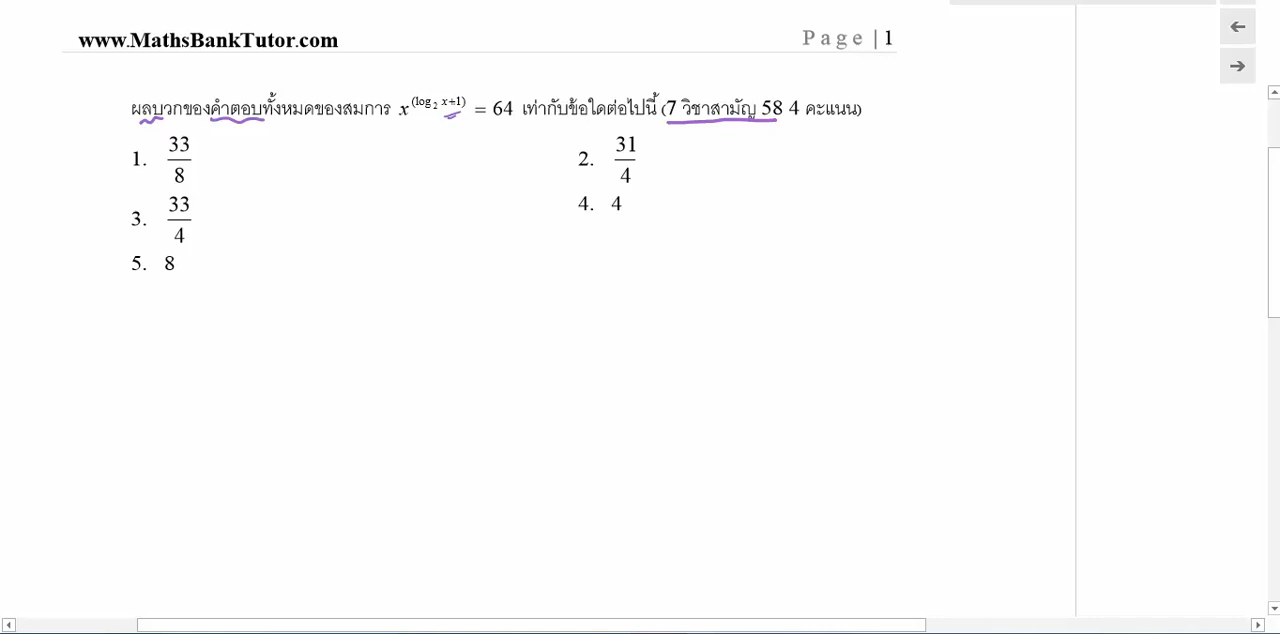 www.MathsBankTutor.com Page | 1
ผลบวกของคำตอบทั้งหมดของสมการ x^(log₂ x+1) = 64 เท่ากับข้อใดต่อไปนี้ (7 วิชาสามัญ 58 4 คะแนน)
1. 33/8 2. 31/4
3. 33/4 4. 4
5. 8